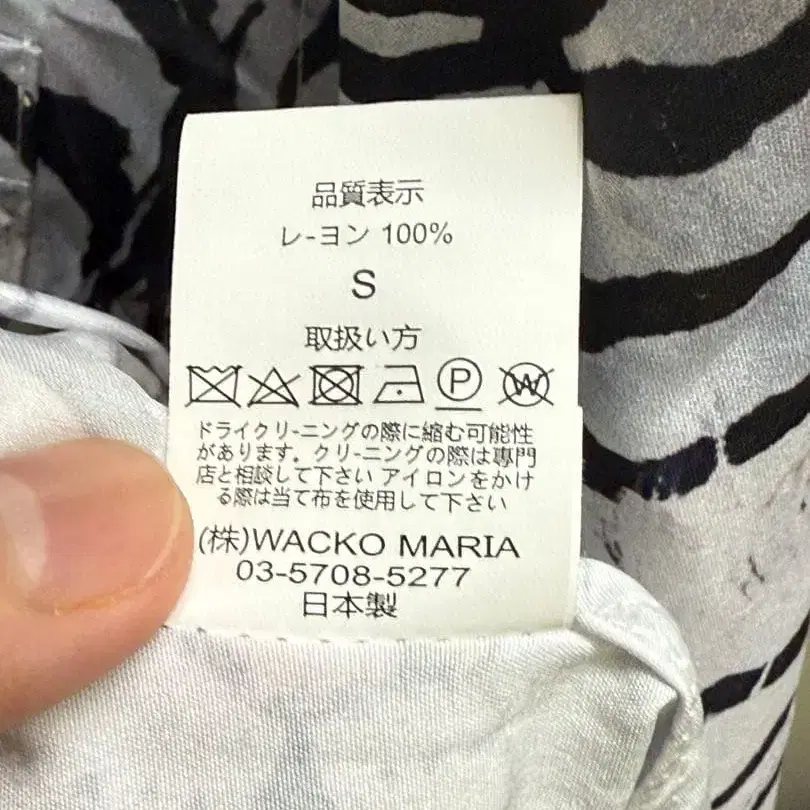 品質表示
レ-ヨン 100%
S
取扱い方
P W
ドライクリ-ニングの際に縮む可能性
があります。クリ-ニングの際は専門
店と相談して下さい アイロンをかけ
る際は当て布を使用して下さい
(株)WACKO MARIA
03-5708-5277
日本製